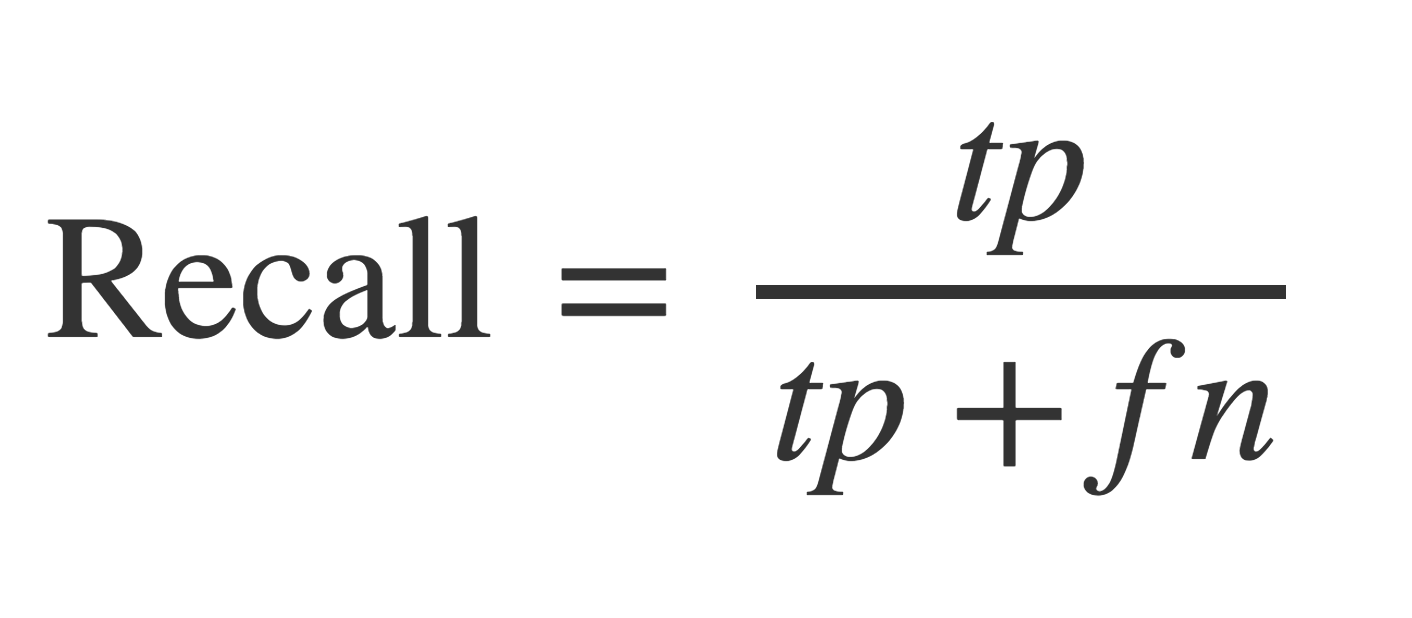 Recall = tp / tp + fn